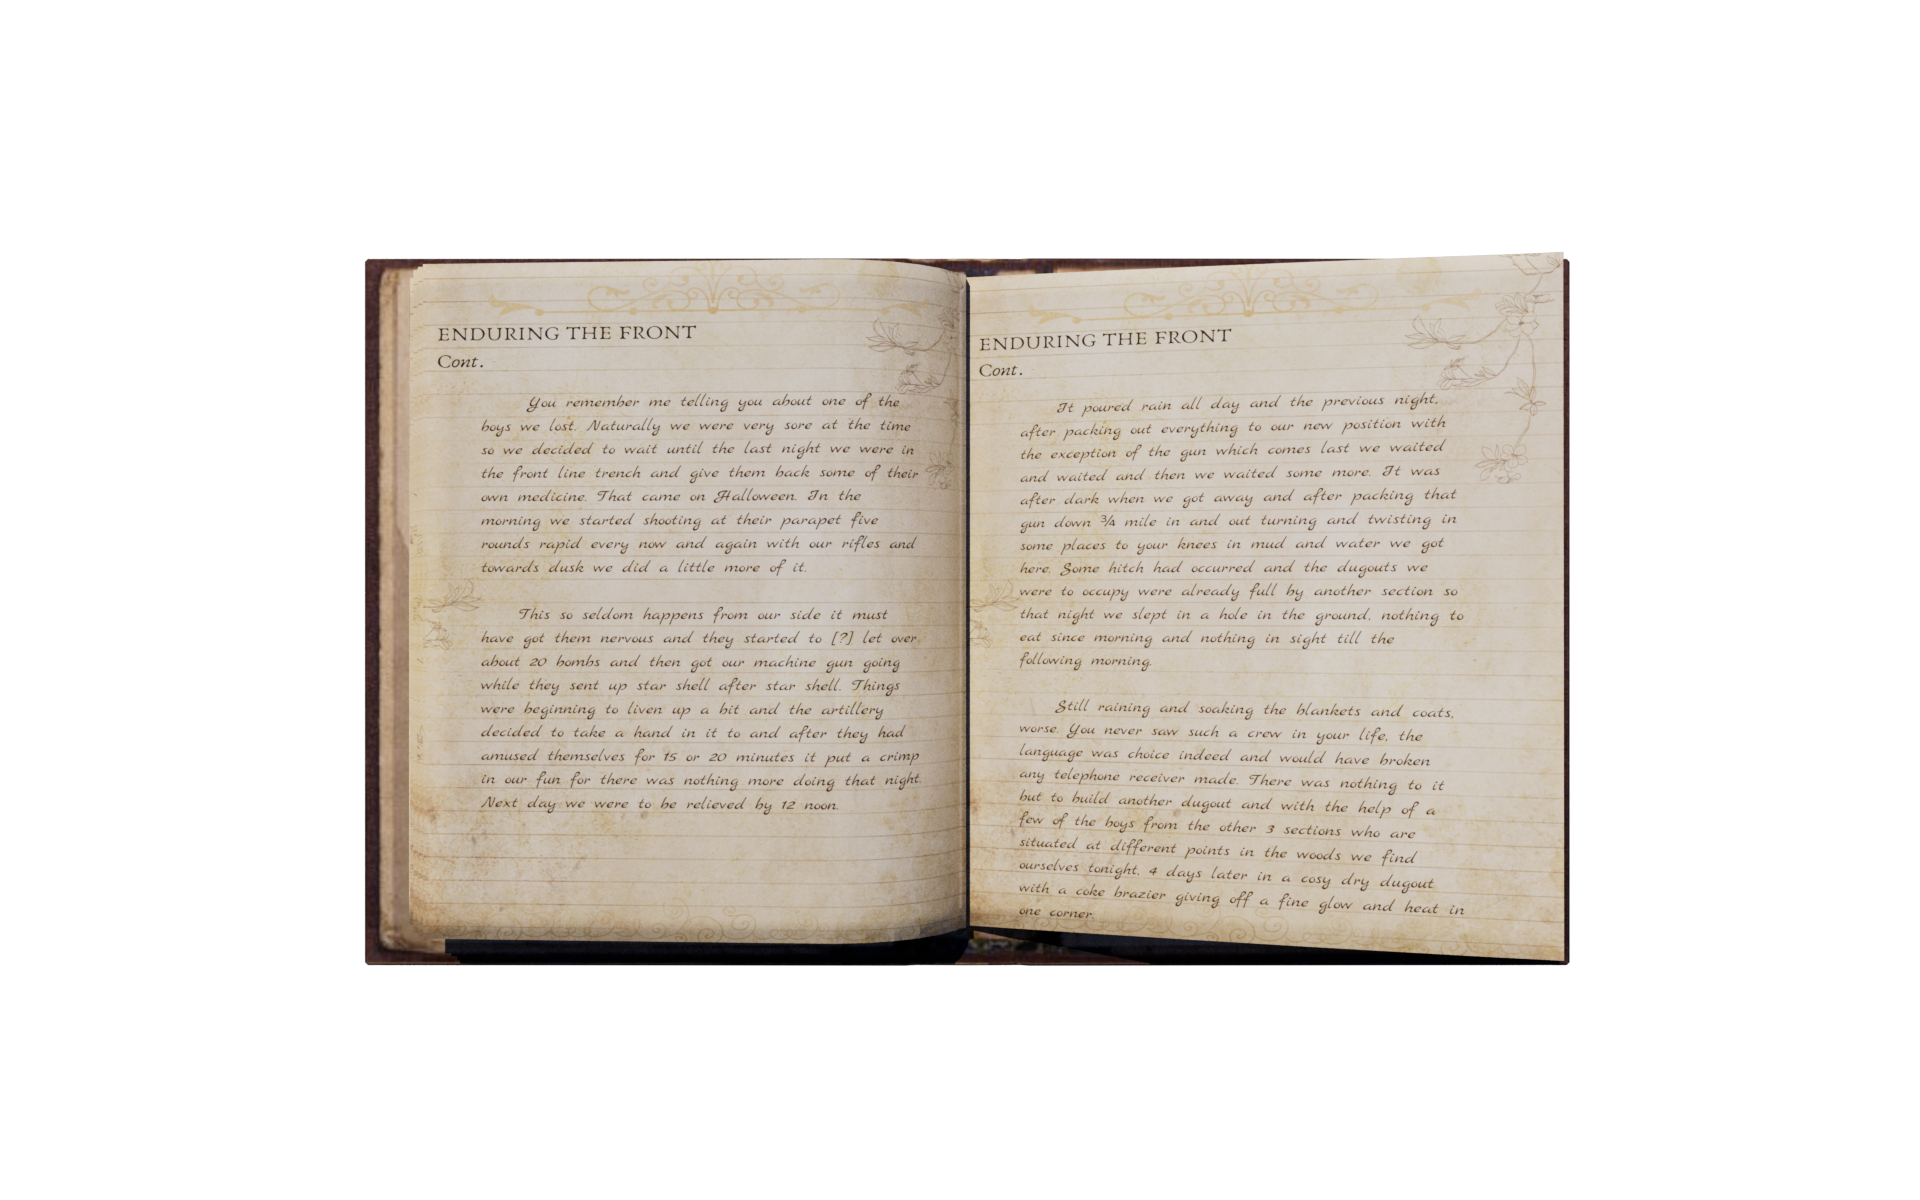 ENDURING THE FRONT
Cont.
You remember me telling you about one of the
boys we lost. Naturally we were very sore at the time
so we decided to wait until the last night we were in
the front line trench and give them back some of their
own medicine. That came on Halloween. In the
morning we started shooting at their parapet five
rounds rapid every now and again with our rifles and
towards dusk we did a little more of it.
This so seldom happens from our side it must
have got them nervous and they started to [?] let over
about 20 bombs and then got our machine gun going
while they sent up star shell after star shell. Things
were beginning to liven up a bit and the artillery
decided to take a hand in it to and after they had
amused themselves for 15 or 20 minutes it put a crimp
in our fun for there was nothing more doing that night.
Next day we were to be relieved by 12 noon.
ENDURING THE FRONT
Cont.
It poured rain all day and the previous night,
after packing out everything to our new position with
the exception of the gun which comes last we waited
and waited and then we waited some more. It was
after dark when we got away and after packing that
gun down ¾ mile in and out turning and twisting in
some places to your knees in mud and water we got
here. Some hitch had occurred and the dugouts we
were to occupy were already full by another section so
that night we slept in a hole in the ground, nothing to
eat since morning and nothing in sight till the
following morning.
Still raining and soaking the blankets and coats,
worse. You never saw such a crew in your life, the
language was choice indeed and would have broken
any telephone receiver made. There was nothing to it
but to build another dugout and with the help of a
few of the boys from the other 3 sections who are
situated at different points in the woods we find
ourselves tonight, 4 days later in a cosy dry dugout
with a coke brazier giving off a fine glow and heat in
one corner.